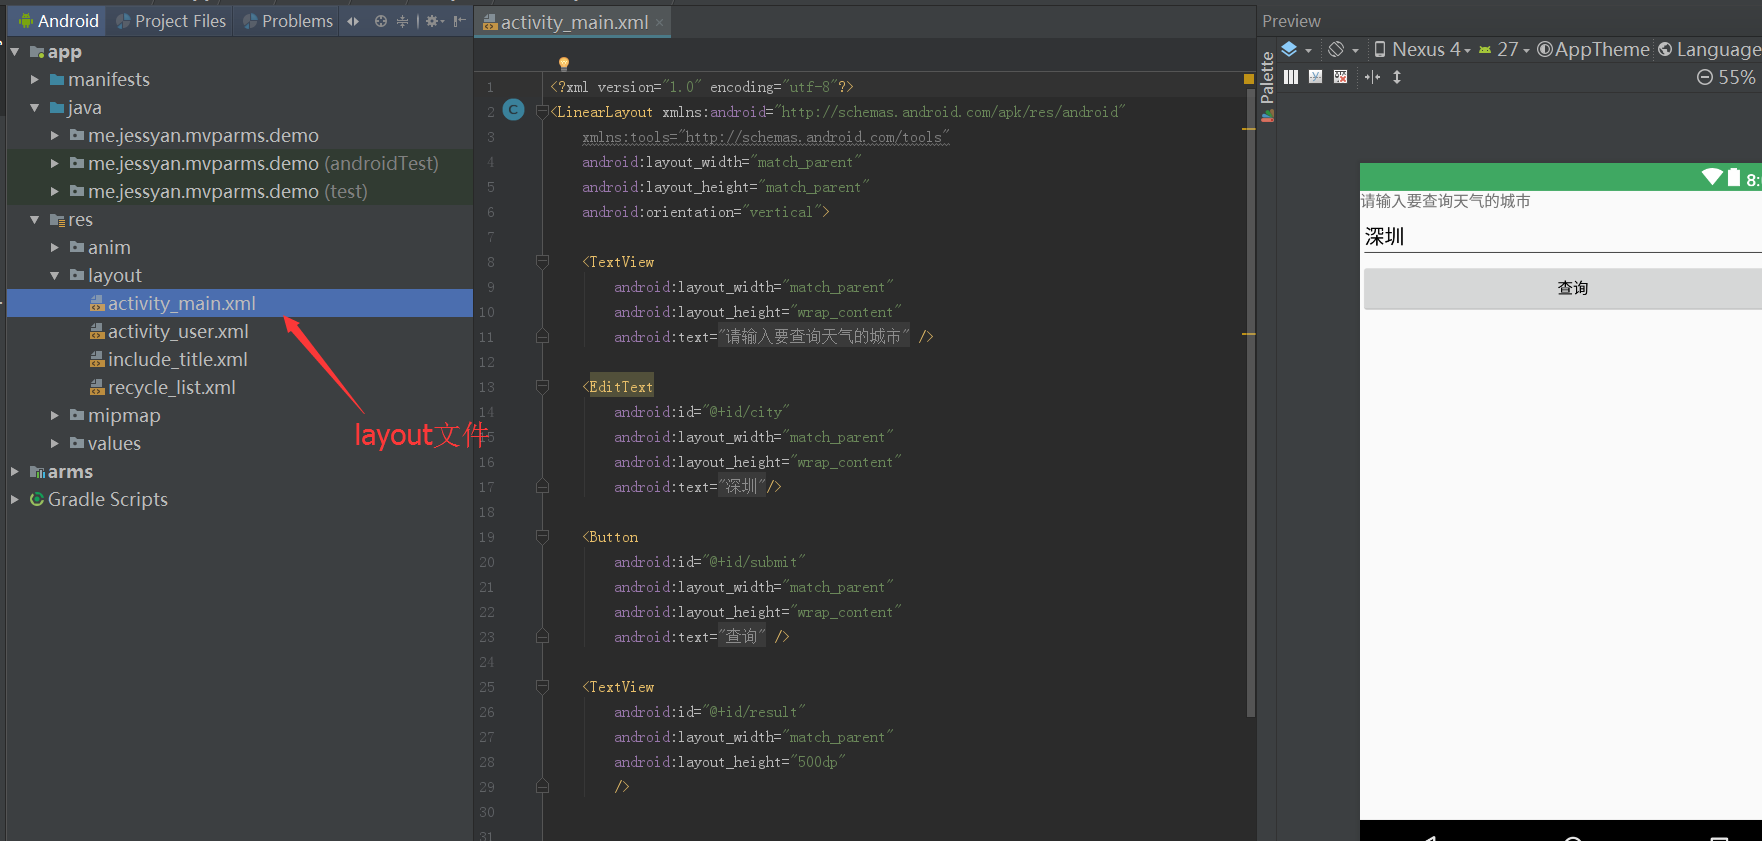 Android
Project Files
Problems
app
manifests
java
me.jessyan.mvparms.demo
me.jessyan.mvparms.demo (androidTest)
me.jessyan.mvparms.demo (test)
res
anim
layout
activity_main.xml
activity_user.xml
include_title.xml
recycle_list.xml
mipmap
values
arms
Gradle Scripts
layout文件
activity_main.xml
1 <?xml version="1.0" encoding="utf-8"?>
2 <LinearLayout xmlns:android="http://schemas.android.com/apk/res/android"
3 xmlns:tools="http://schemas.android.com/tools"
4 android:layout_width="match_parent"
5 android:layout_height="match_parent"
6 android:orientation="vertical">
7
8 <TextView
9 android:layout_width="match_parent"
10 android:layout_height="wrap_content"
11 android:text="请输入要查询天气的城市" />
12
13 <EditText
14 android:id="@+id/city"
15 android:layout_width="match_parent"
16 android:layout_height="wrap_content"
17 android:text="深圳"/>
18
19 <Button
20 android:id="@+id/submit"
21 android:layout_width="match_parent"
22 android:layout_height="wrap_content"
23 android:text="查询" />
24
25 <TextView
26 android:id="@+id/result"
27 android:layout_width="match_parent"
28 android:layout_height="500dp"
29 />
30
31
Preview
Palette
Nexus 4
27
AppTheme
Language
55%
8:
请输入要查询天气的城市
深圳
查询